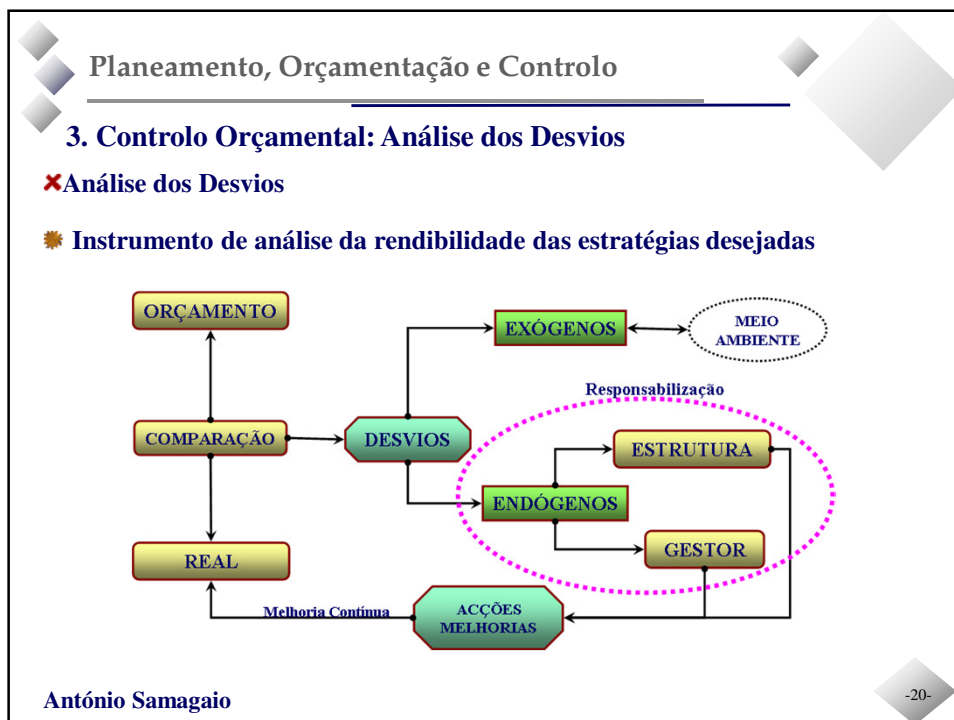 Planeamento, Orçamentação e Controlo
3. Controlo Orçamental: Análise dos Desvios
Análise dos Desvios
Instrumento de análise da rendibilidade das estratégias desejadas
ORÇAMENTO
EXÓGENOS
MEIO
AMBIENTE
Responsabilização
COMPARAÇÃO
DESVIOS
ESTRUTURA
ENDÓGENOS
REAL
GESTOR
Melhoria Contínua
ACÇÕES
MELHORIAS
António Samagaio
-20-